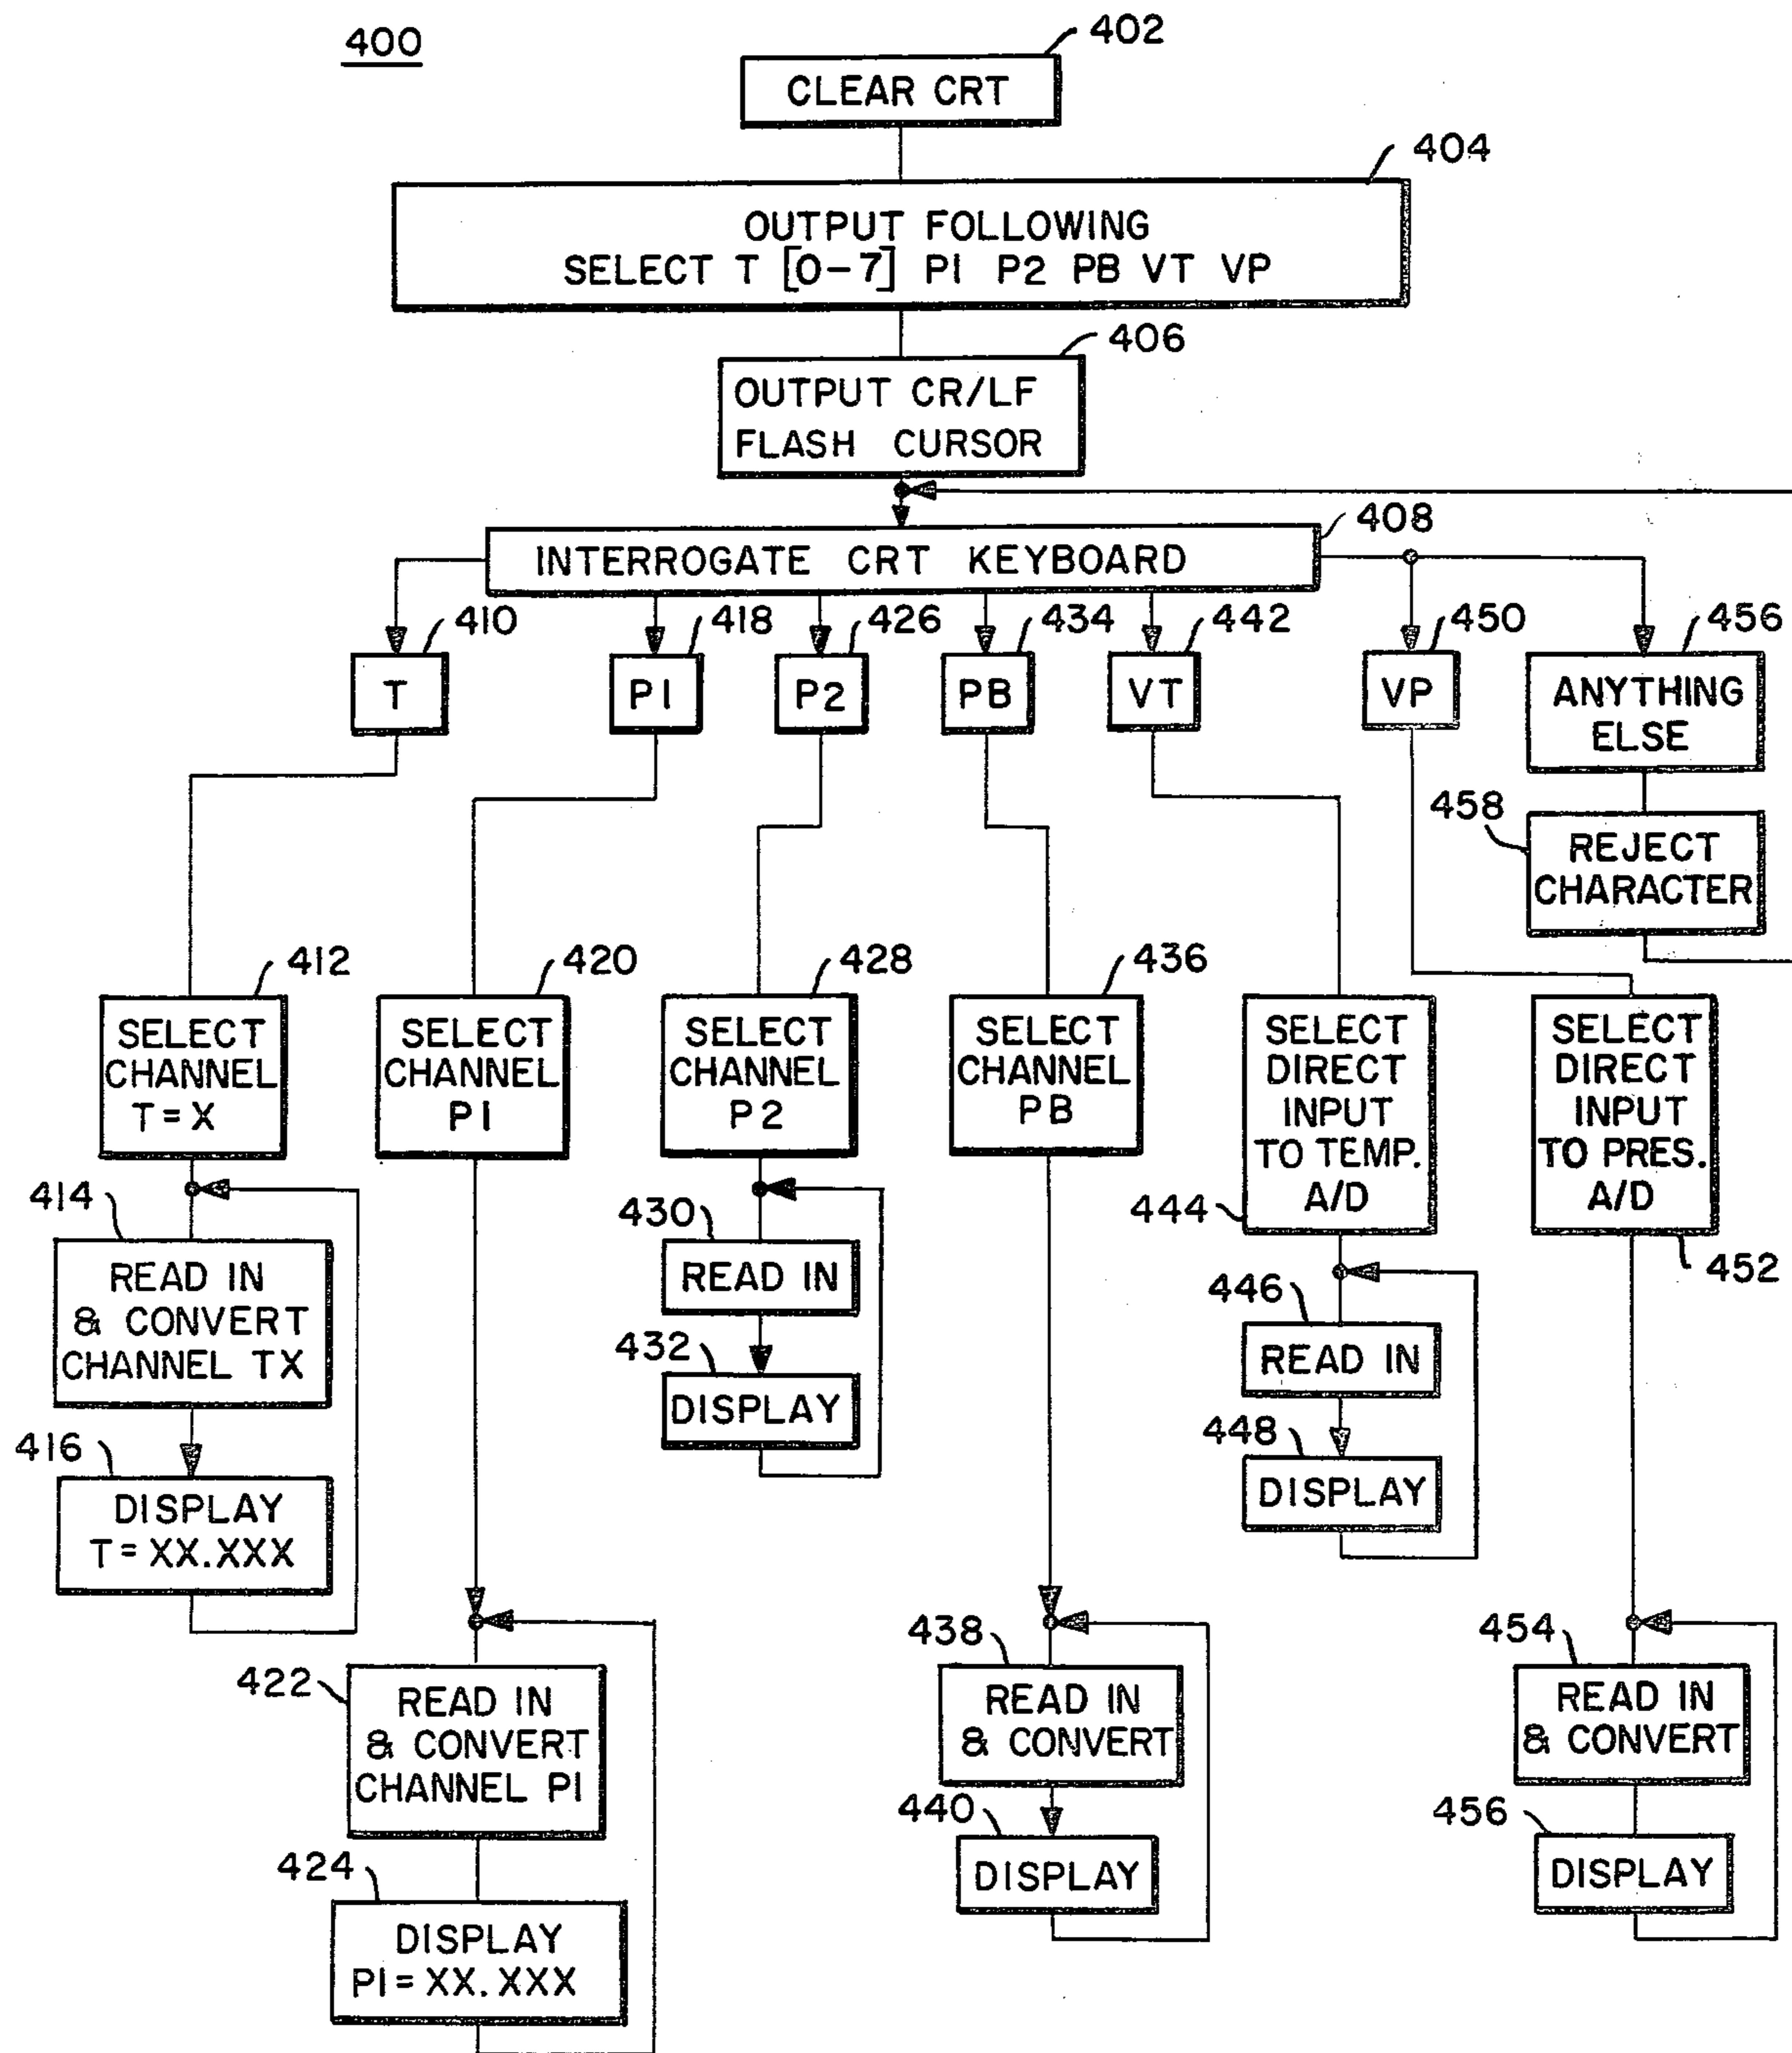 400
402
CLEAR CRT
404
OUTPUT FOLLOWING
SELECT T [0-7] P1 P2 PB VT VP
406
OUTPUT CR/LF
FLASH CURSOR
408
INTERROGATE CRT KEYBOARD
410
418
426
434
442
450
456
T
P1
P2
PB
VT
VP
ANYTHING
ELSE
458
REJECT
CHARACTER
412
SELECT
CHANNEL
T = X
420
SELECT
CHANNEL
P1
428
SELECT
CHANNEL
P2
436
SELECT
CHANNEL
PB
444
SELECT
DIRECT
INPUT
TO TEMP.
A/D
452
SELECT
DIRECT
INPUT
TO PRES.
A/D
414
READ IN
& CONVERT
CHANNEL TX
416
DISPLAY
T = XX.XXX
430
READ IN
432
DISPLAY
446
READ IN
448
DISPLAY
422
READ IN
& CONVERT
CHANNEL P1
424
DISPLAY
P1 = XX.XXX
438
READ IN
& CONVERT
440
DISPLAY
454
READ IN
& CONVERT
456
DISPLAY